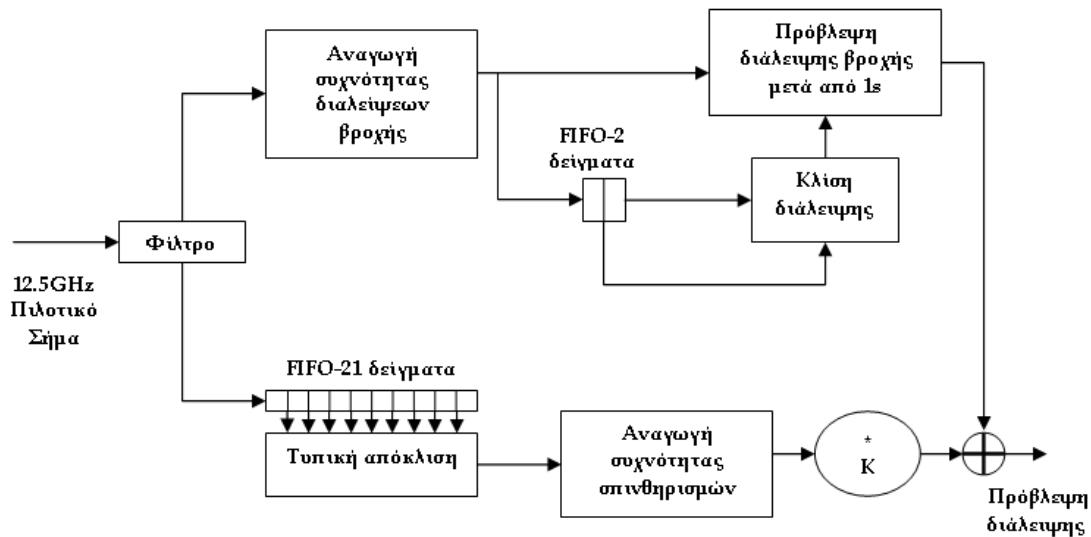 Αναγωγή
συχνότητας
διαλείψεων
βροχής
Πρόβλεψη
διάλειψης βροχής
μετά από 1s
FIFO-2
δείγματα
Κλίση
διάλειψης
Φίλτρο
12.5GHz
Πιλοτικό
Σήμα
FIFO-21 δείγματα
Τυπική απόκλιση
Αναγωγή
συχνότητας
σπινθηρισμών
*
K
Πρόβλεψη
διάλειψης